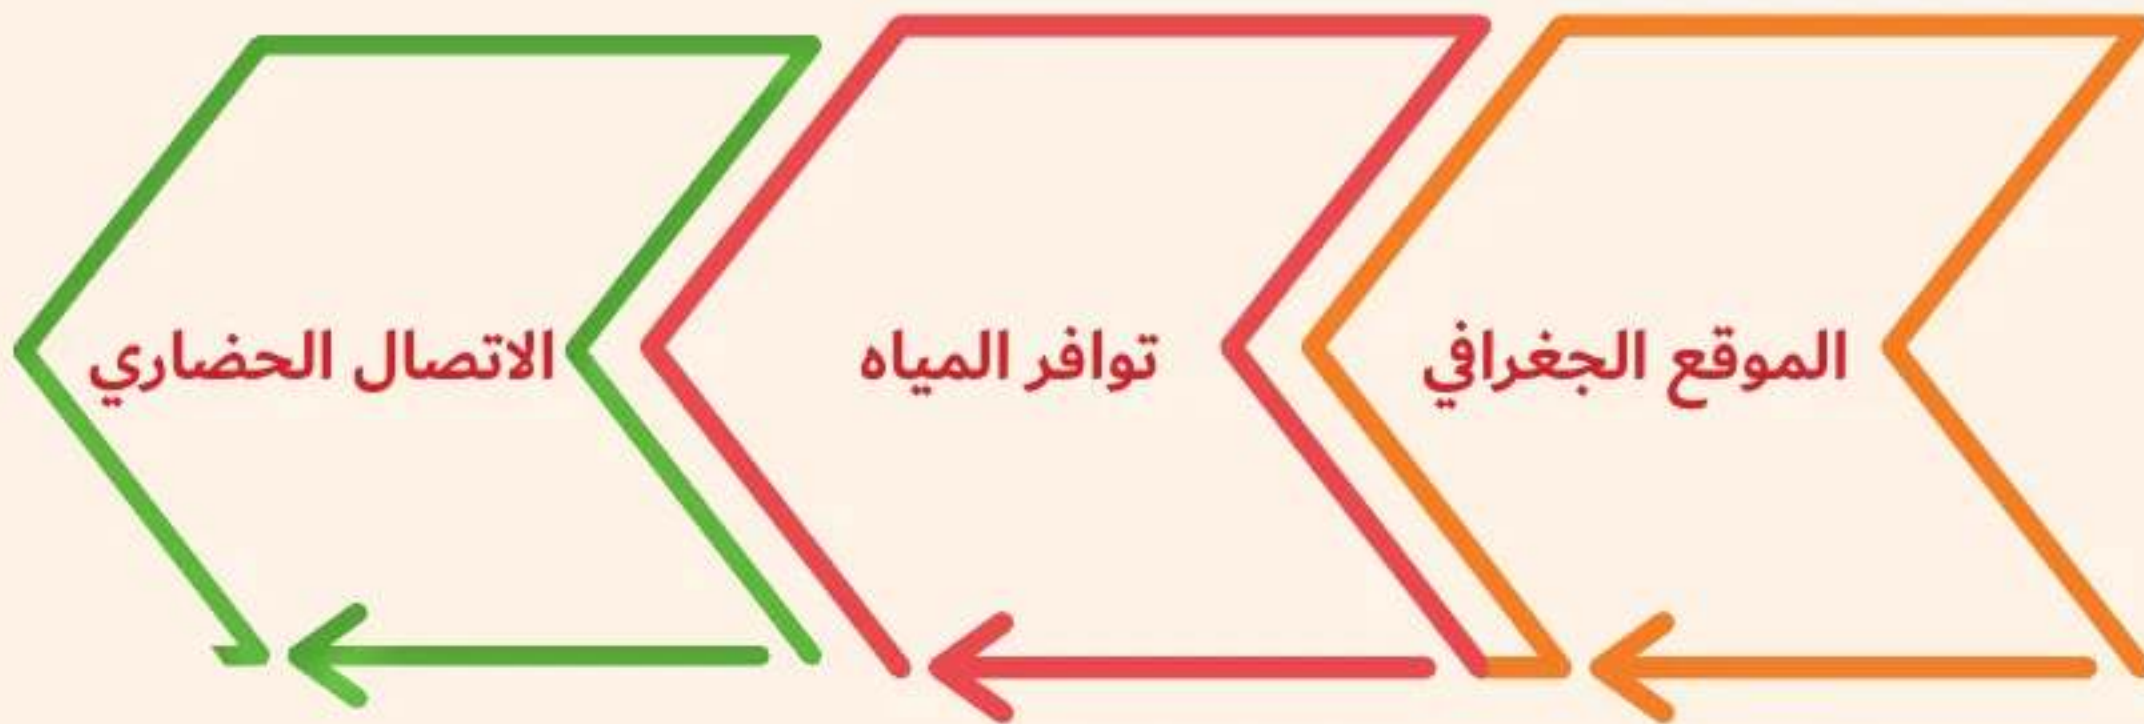 الموقع الجغرافي
توافر المياه
الاتصال الحضاري